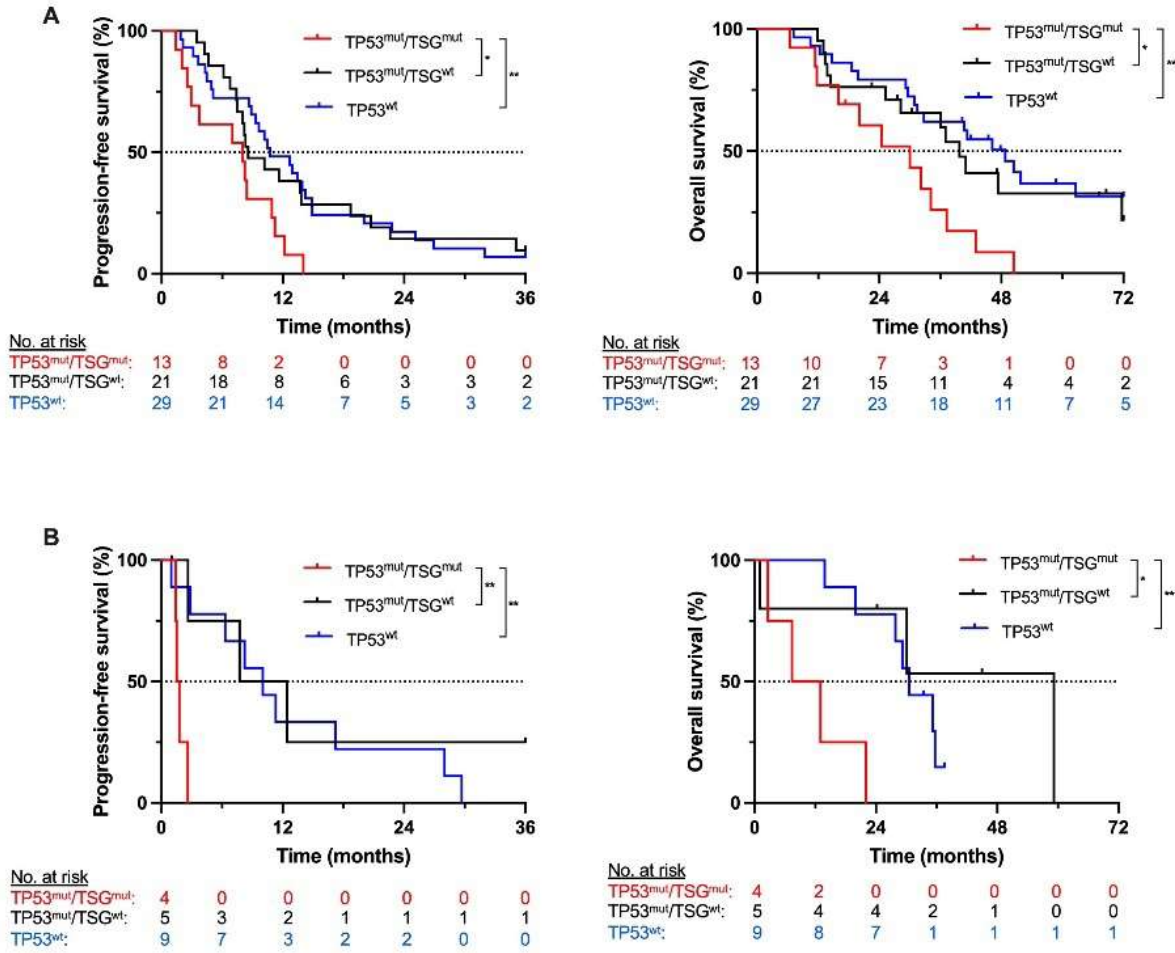 A
Progression-free survival (%)
100
50
0
0 12 24 36
Time (months)
TP53mut/TSGmut
TP53mut/TSGwt
TP53wt
*
**
No. at risk
TP53mut/TSGmut: 13 8 2 0 0 0 0
TP53mut/TSGwt: 21 18 8 6 3 3 2
TP53wt: 29 21 14 7 5 3 2
Overall survival (%)
100
50
0
0 24 48 72
Time (months)
TP53mut/TSGmut
TP53mut/TSGwt
TP53wt
*
**
No. at risk
TP53mut/TSGmut: 13 10 7 3 1 0 0
TP53mut/TSGwt: 21 21 15 11 4 4 2
TP53wt: 29 27 23 18 11 7 5
B
Progression-free survival (%)
100
50
0
0 12 24 36
Time (months)
TP53mut/TSGmut
TP53mut/TSGwt
TP53wt
**
**
No. at risk
TP53mut/TSGmut: 4 0 0 0 0 0 0
TP53mut/TSGwt: 5 3 2 1 1 1 1
TP53wt: 9 7 3 2 2 0 0
Overall survival (%)
100
50
0
0 24 48 72
Time (months)
TP53mut/TSGmut
TP53mut/TSGwt
TP53wt
*
**
No. at risk
TP53mut/TSGmut: 4 2 0 0 0 0 0
TP53mut/TSGwt: 5 4 4 2 1 0 0
TP53wt: 9 8 7 1 1 1 1